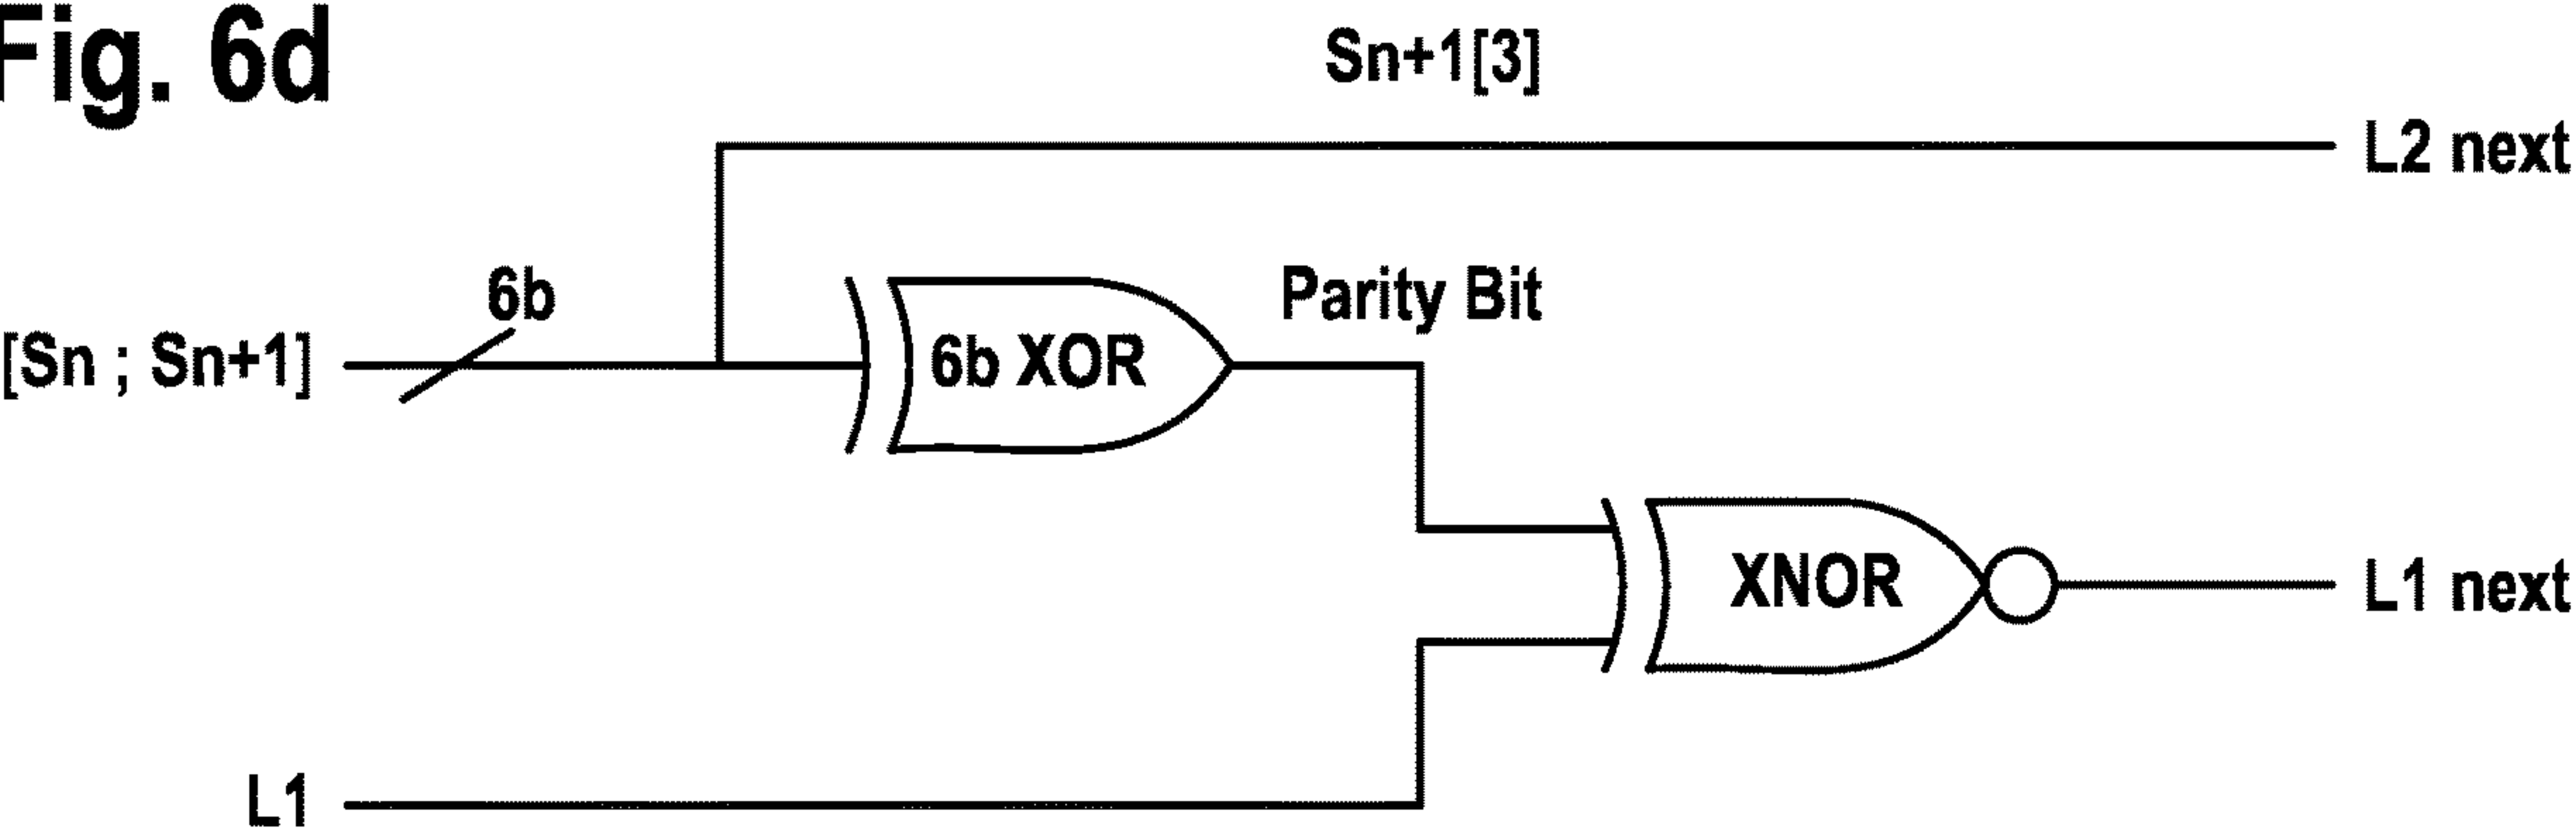 Fig. 6d
Sn+1[3]
L2 next
6b
Parity Bit
[Sn ; Sn+1]
6b XOR
XNOR
L1 next
L1